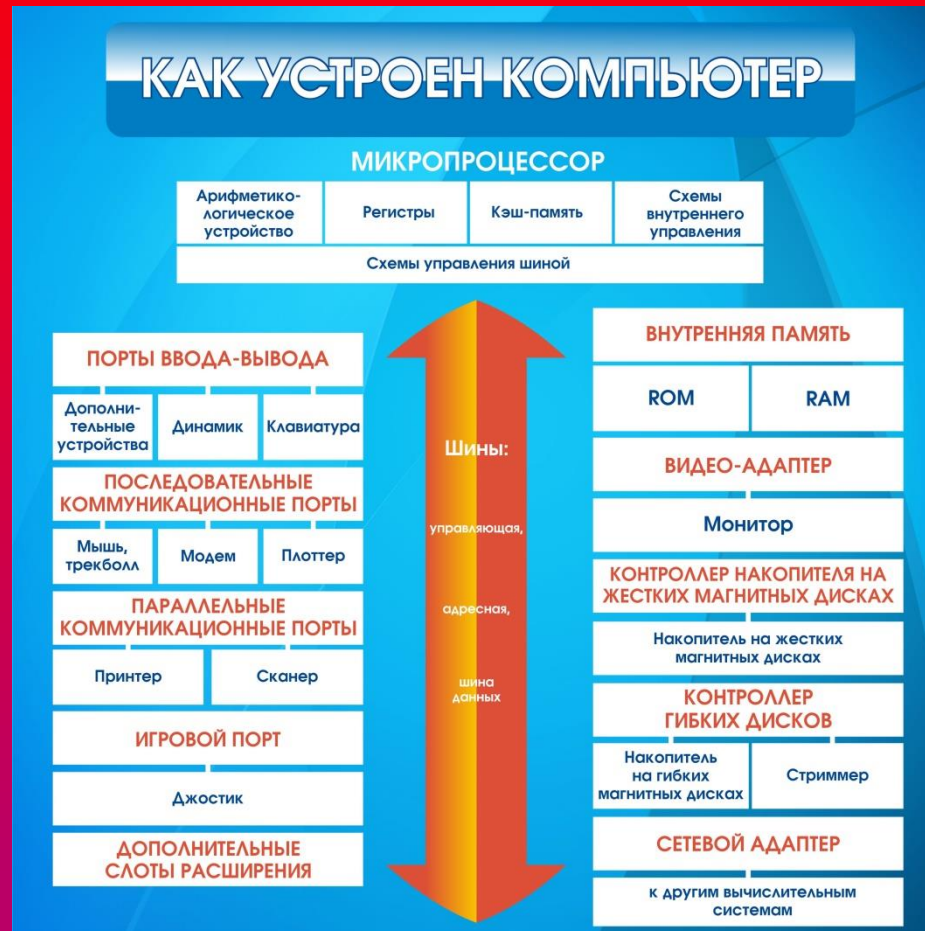 КАК УСТРОЕН КОМПЬЮТЕР
МИКРОПРОЦЕССОР
Арифметико-
логическое
устройство
Регистры
Кэш-память
Схемы
внутреннего
управления
Схемы управления шиной
ПОРТЫ ВВОДА-ВЫВОДА
Дополни-
тельные
устройства
Динамик
Клавиатура
ПОСЛЕДОВАТЕЛЬНЫЕ
КОММУНИКАЦИОННЫЕ ПОРТЫ
Мышь,
трекболл
Модем
Плоттер
ПАРАЛЛЕЛЬНЫЕ
КОММУНИКАЦИОННЫЕ ПОРТЫ
Принтер
Сканер
ИГРОВОЙ ПОРТ
Джостик
ДОПОЛНИТЕЛЬНЫЕ
СЛОТЫ РАСШИРЕНИЯ
Шины:
управляющая,
адресная,
шина
данных
ВНУТРЕННЯЯ ПАМЯТЬ
ROM
RAM
ВИДЕО-АДАПТЕР
Монитор
КОНТРОЛЛЕР НАКОПИТЕЛЯ НА
ЖЕСТКИХ МАГНИТНЫХ ДИСКАХ
Накопитель на жестких
магнитных дисках
КОНТРОЛЛЕР
ГИБКИХ ДИСКОВ
Накопитель
на гибких
магнитных дисках
Стриммер
СЕТЕВОЙ АДАПТЕР
к другим вычислительным
системам